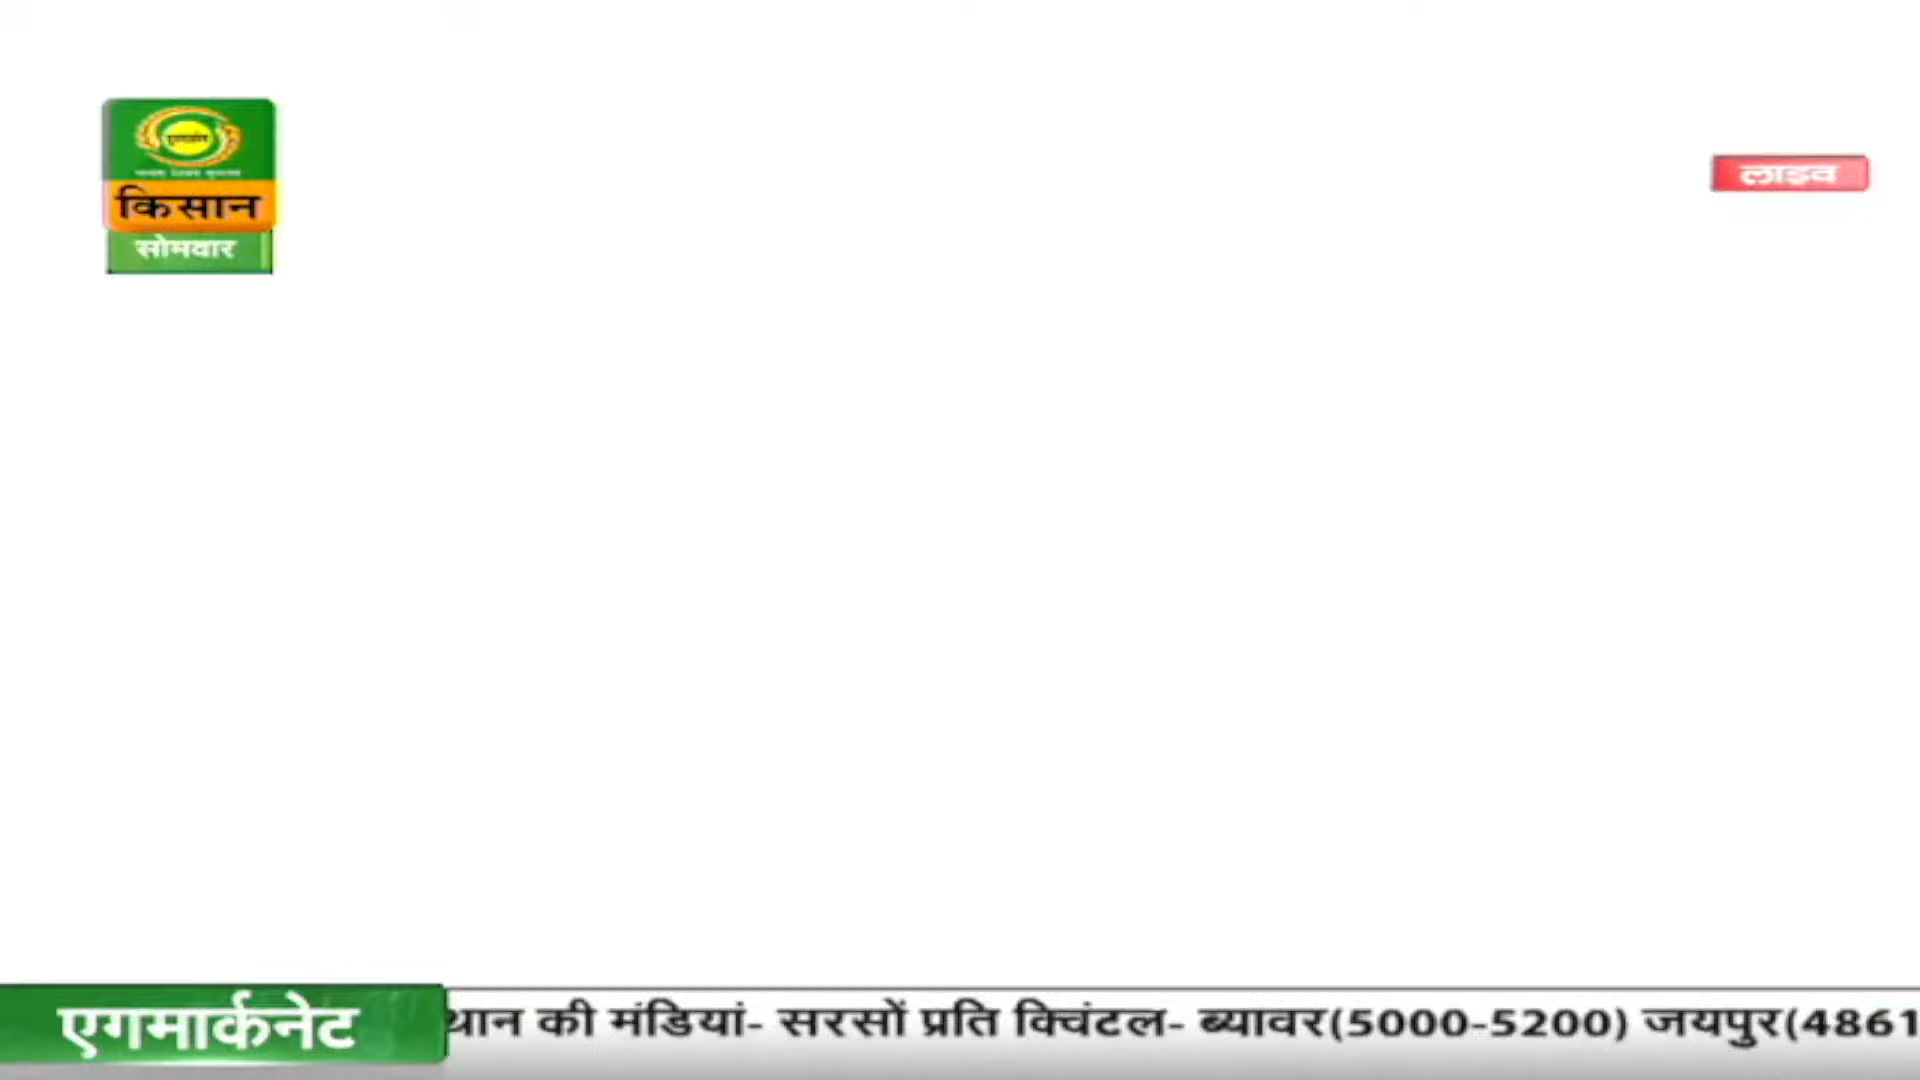 किसान
सोमवार
लाइव
एगमार्कनेट
थान की मंडियां- सरसों प्रति क्विंटल- ब्यावर(5000-5200) जयपुर(4861